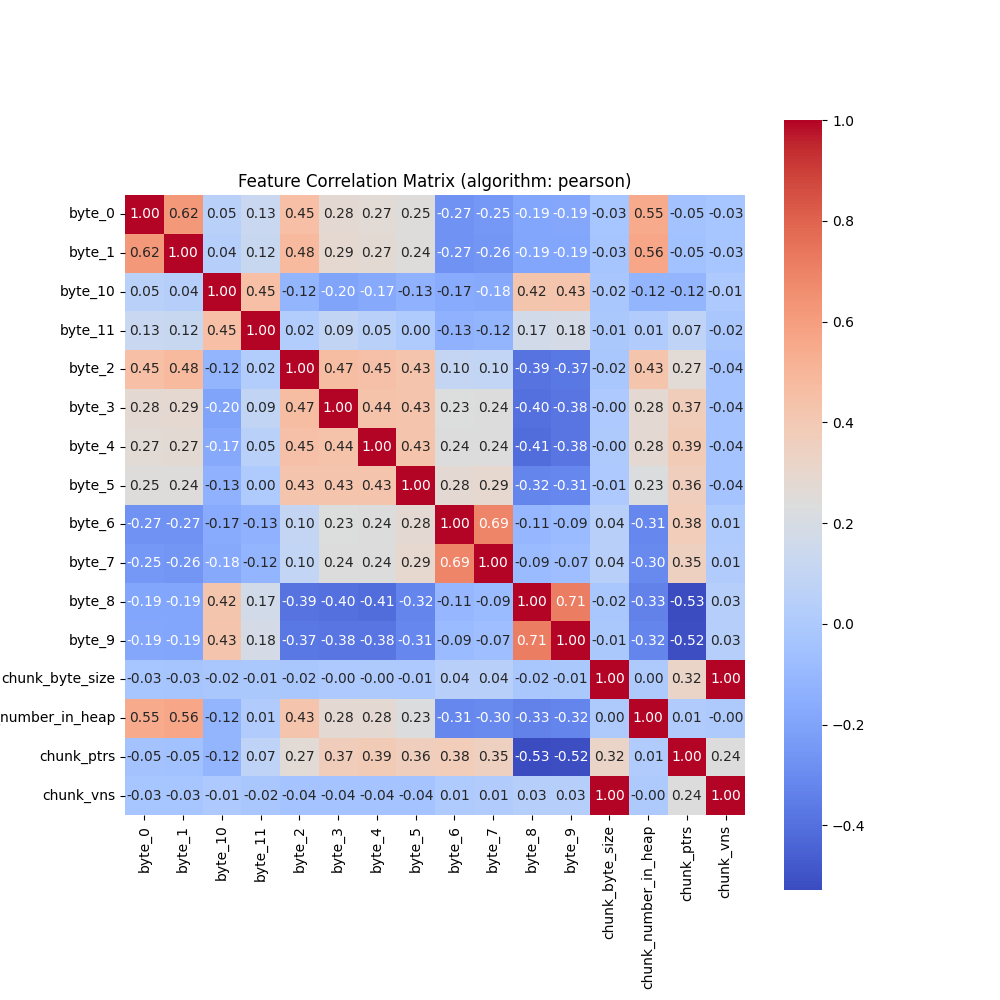 Feature Correlation Matrix (algorithm: pearson)
byte_0 1.00 0.62 0.05 0.13 0.45 0.28 0.27 0.25 -0.27 -0.25 -0.19 -0.19 -0.03 0.55 -0.05 -0.03
byte_1 0.62 1.00 0.04 0.12 0.48 0.29 0.27 0.24 -0.27 -0.26 -0.19 -0.19 -0.03 0.56 -0.05 -0.03
byte_10 0.05 0.04 1.00 0.45 -0.12 -0.20 -0.17 -0.13 -0.17 -0.18 0.42 0.43 -0.02 -0.12 -0.12 -0.01
byte_11 0.13 0.12 0.45 1.00 0.02 0.09 0.05 0.00 -0.13 -0.12 0.17 0.18 -0.01 0.01 0.07 -0.02
byte_2 0.45 0.48 -0.12 0.02 1.00 0.47 0.45 0.43 0.10 0.10 -0.39 -0.37 -0.02 0.43 0.27 -0.04
byte_3 0.28 0.29 -0.20 0.09 0.47 1.00 0.44 0.43 0.23 0.24 -0.40 -0.38 -0.00 0.28 0.37 -0.04
byte_4 0.27 0.27 -0.17 0.05 0.45 0.44 1.00 0.43 0.24 0.24 -0.41 -0.38 -0.00 0.28 0.39 -0.04
byte_5 0.25 0.24 -0.13 0.00 0.43 0.43 0.43 1.00 0.28 0.29 -0.32 -0.31 -0.01 0.23 0.36 -0.04
byte_6 -0.27 -0.27 -0.17 -0.13 0.10 0.23 0.24 0.28 1.00 0.69 -0.11 -0.09 0.04 -0.31 0.38 0.01
byte_7 -0.25 -0.26 -0.18 -0.12 0.10 0.24 0.24 0.29 0.69 1.00 -0.09 -0.07 0.04 -0.30 0.35 0.01
byte_8 -0.19 -0.19 0.42 0.17 -0.39 -0.40 -0.41 -0.32 -0.11 -0.09 1.00 0.71 -0.02 -0.33 -0.53 0.03
byte_9 -0.19 -0.19 0.43 0.18 -0.37 -0.38 -0.38 -0.31 -0.09 -0.07 0.71 1.00 -0.01 -0.32 -0.52 0.03
chunk_byte_size -0.03 -0.03 -0.02 -0.01 -0.02 -0.00 -0.00 -0.01 0.04 0.04 -0.02 -0.01 1.00 0.00 0.32 1.00
number_in_heap 0.55 0.56 -0.12 0.01 0.43 0.28 0.28 0.23 -0.31 -0.30 -0.33 -0.32 0.00 1.00 0.01 -0.00
chunk_ptrs -0.05 -0.05 -0.12 0.07 0.27 0.37 0.39 0.36 0.38 0.35 -0.53 -0.52 0.32 0.01 1.00 0.24
chunk_vns -0.03 -0.03 -0.01 -0.02 -0.04 -0.04 -0.04 -0.04 0.01 0.01 0.03 0.03 1.00 -0.00 0.24 1.00
byte_0
byte_1
byte_10
byte_11
byte_2
byte_3
byte_4
byte_5
byte_6
byte_7
byte_8
byte_9
chunk_byte_size
chunk_number_in_heap
chunk_ptrs
chunk_vns
1.0
0.8
0.6
0.4
0.2
0.0
−0.2
−0.4